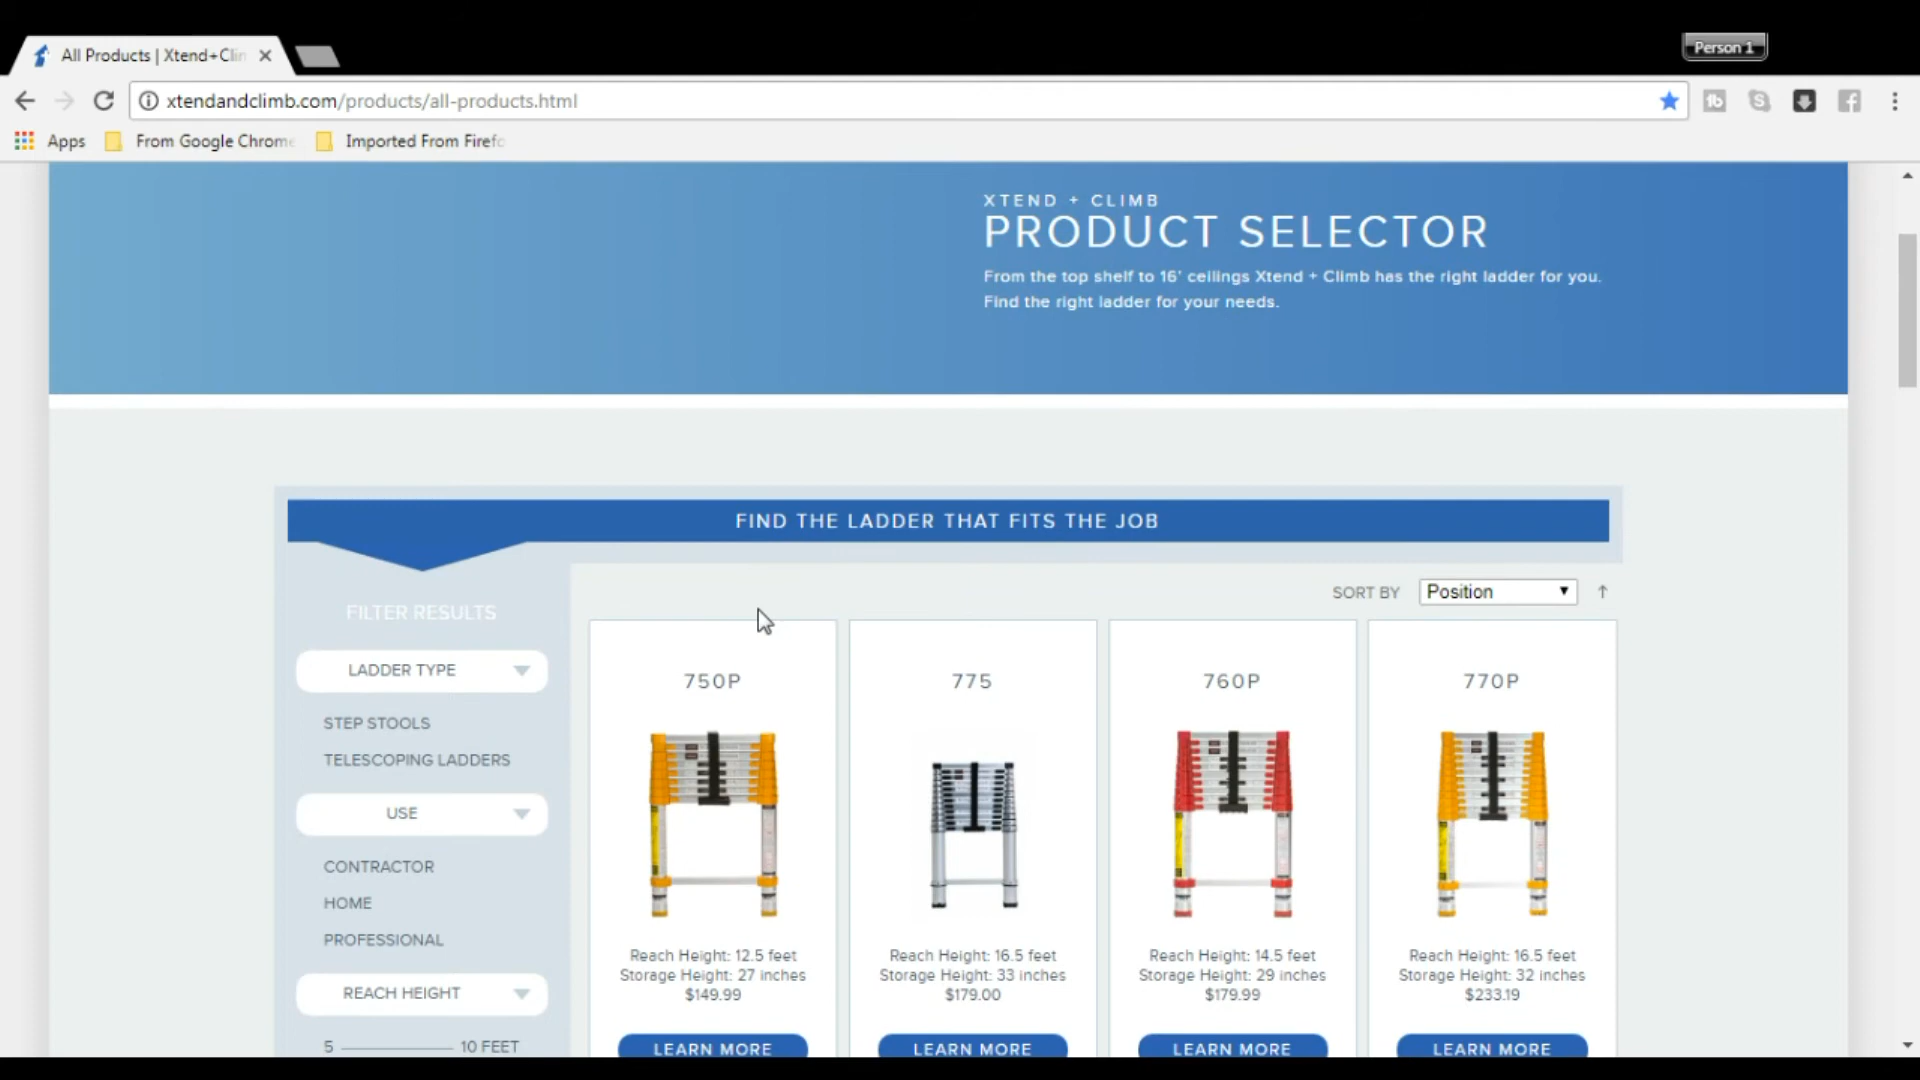 All Products | Xtend+Clim
Person 1
xtendandclimb.com/products/all-products.html
Apps
From Google Chrome
Imported From Firefo
XTEND + CLIMB
PRODUCT SELECTOR
From the top shelf to 16' ceilings Xtend + Climb has the right ladder for you.
Find the right ladder for your needs.
FIND THE LADDER THAT FITS THE JOB
SORT BY Position
FILTER RESULTS
LADDER TYPE
STEP STOOLS
TELESCOPING LADDERS
USE
CONTRACTOR
HOME
PROFESSIONAL
REACH HEIGHT
5 10 FEET
750P
Reach Height: 12.5 feet
Storage Height: 27 inches
$149.99
LEARN MORE
775
Reach Height: 16.5 feet
Storage Height: 33 inches
$179.00
LEARN MORE
760P
Reach Height: 14.5 feet
Storage Height: 29 inches
$179.99
LEARN MORE
770P
Reach Height: 16.5 feet
Storage Height: 32 inches
$233.19
LEARN MORE